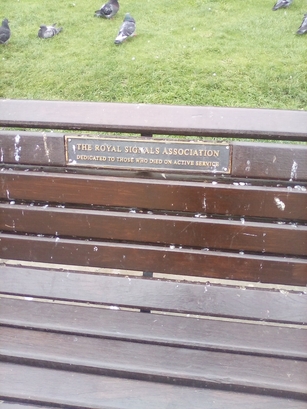 THE ROYAL SIGNALS ASSOCIATION
DEDICATED TO THOSE WHO DIED ON ACTIVE SERVICE